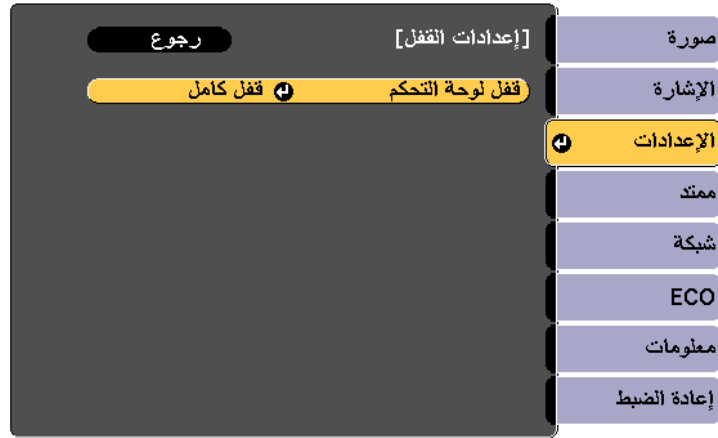 [إعدادات القفل] رجوع
قفل لوحة التحكم قفل كامل
صورة
الإشارة
الإعدادات
ممتد
شبكة
ECO
معلومات
إعادة الضبط